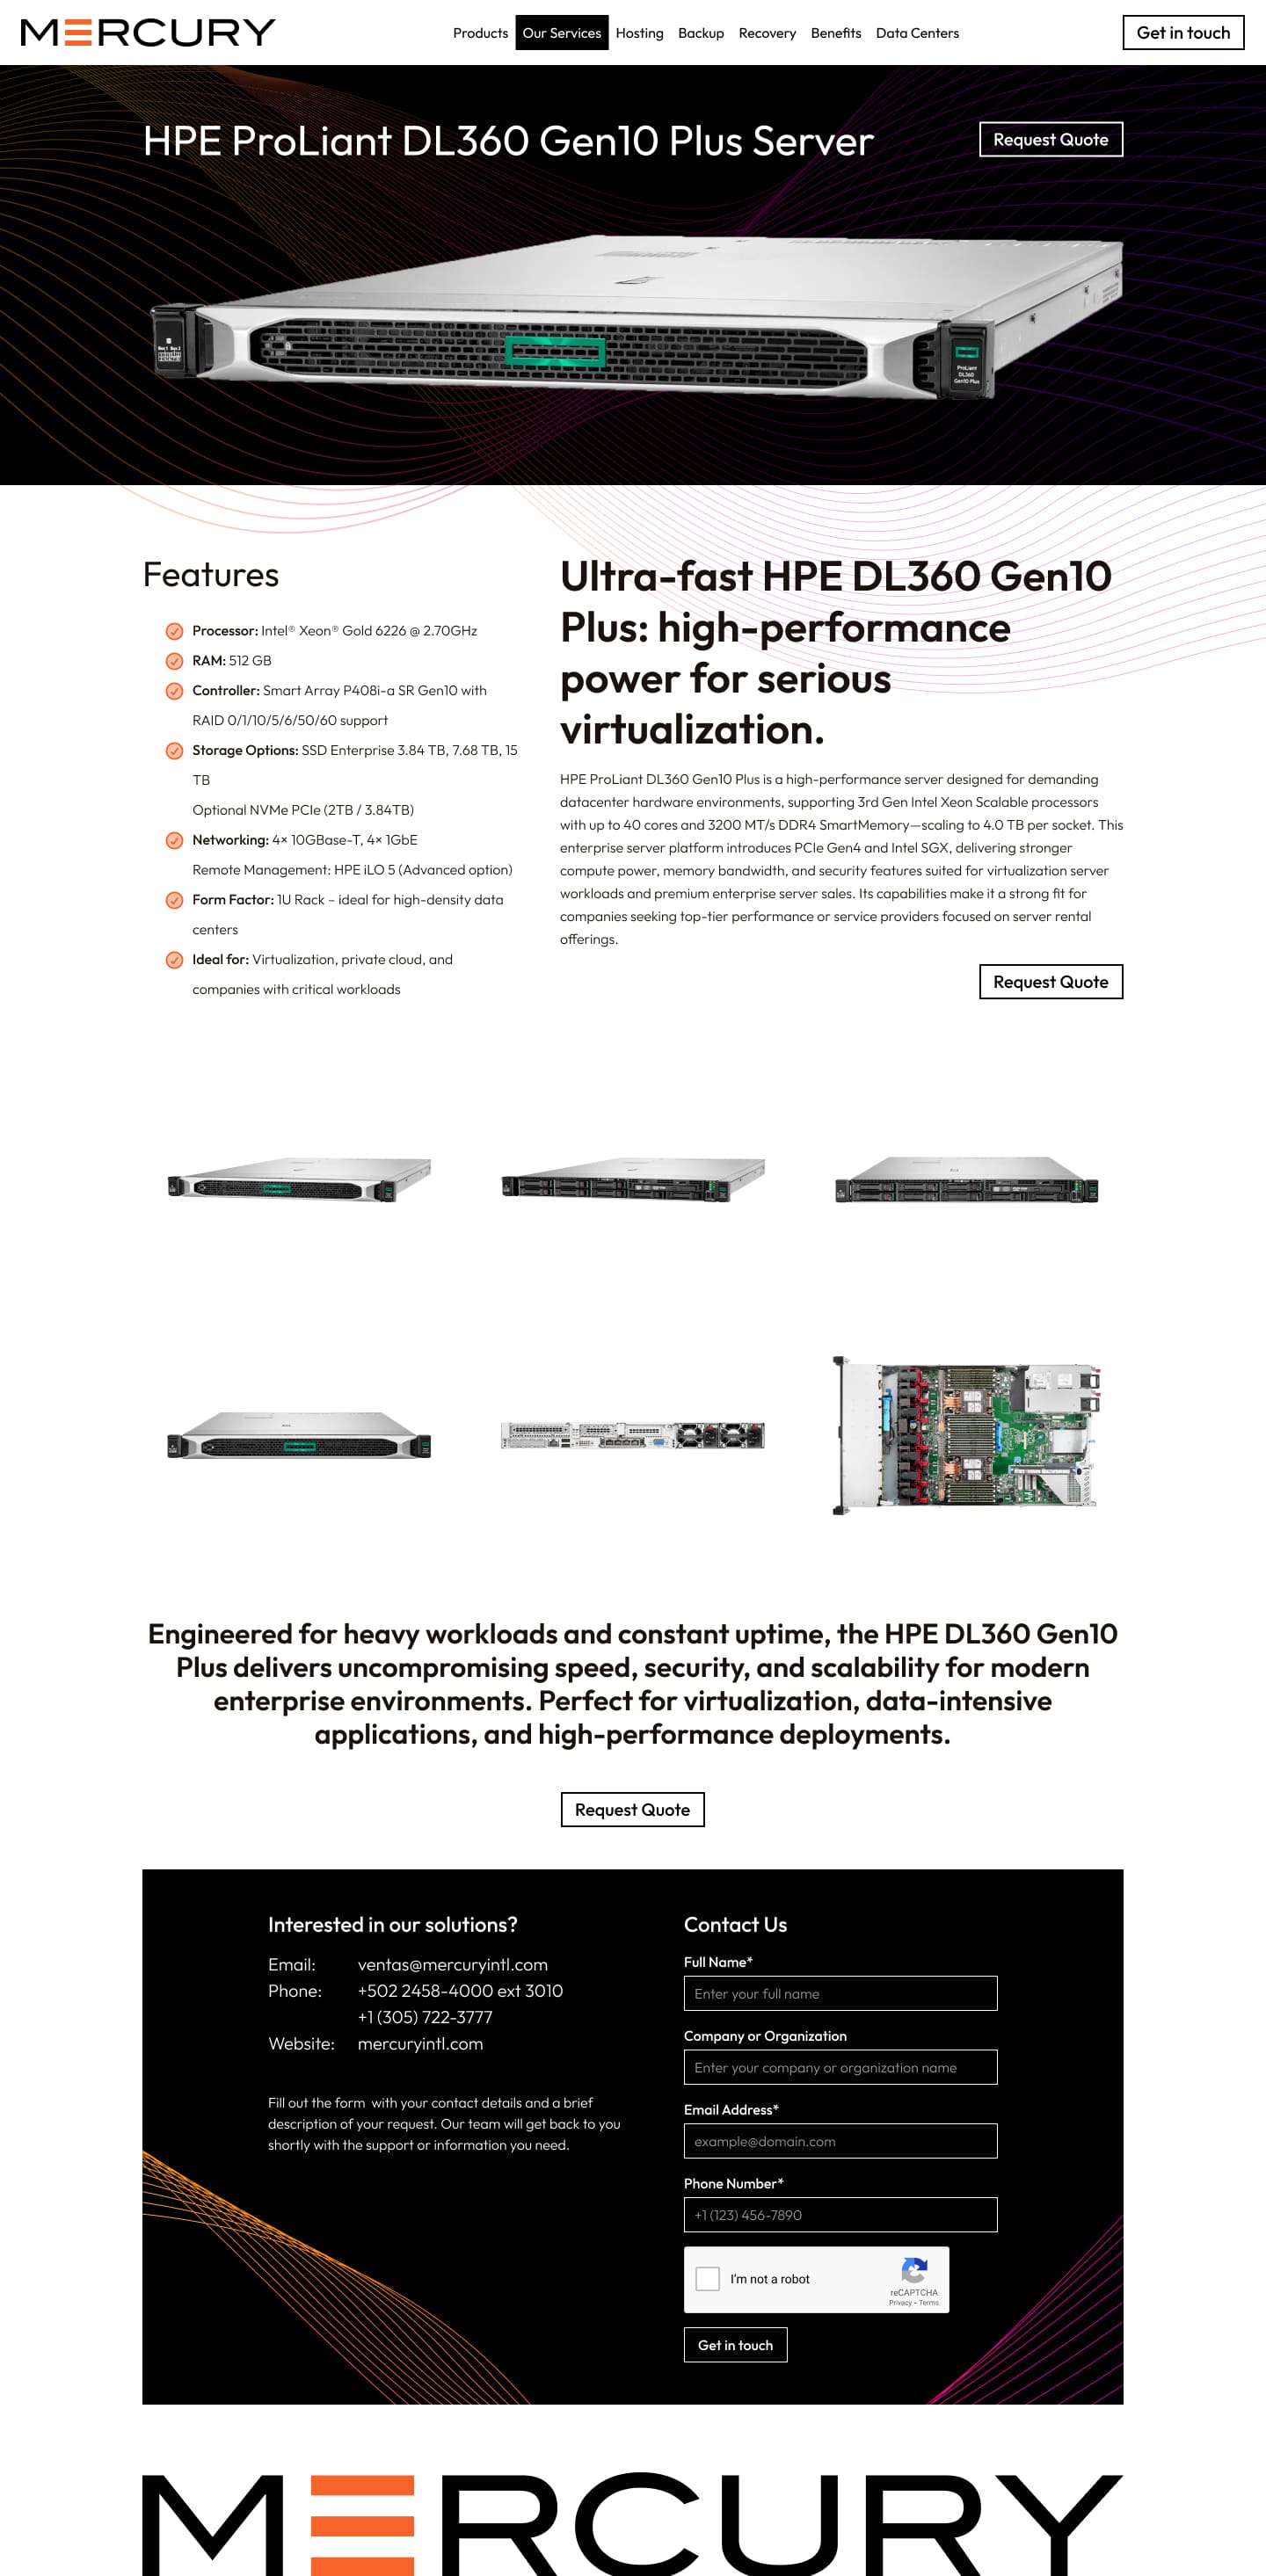 MERCURY
Products Our Services Hosting Backup Recovery Benefits Data Centers
Get in touch
HPE ProLiant DL360 Gen10 Plus Server
Request Quote
ProLiant
DL360
Gen10 Plus
Features
Processor: Intel® Xeon® Gold 6226 @ 2.70GHz
RAM: 512 GB
Controller: Smart Array P408i-a SR Gen10 with
RAID 0/1/10/5/6/50/60 support
Storage Options: SSD Enterprise 3.84 TB, 7.68 TB, 15
TB
Optional NVMe PCIe (2TB / 3.84TB)
Networking: 4× 10GBase-T, 4× 1GbE
Remote Management: HPE iLO 5 (Advanced option)
Form Factor: 1U Rack – ideal for high-density data
centers
Ideal for: Virtualization, private cloud, and
companies with critical workloads
Ultra-fast HPE DL360 Gen10
Plus: high-performance
power for serious
virtualization.
HPE ProLiant DL360 Gen10 Plus is a high-performance server designed for demanding
datacenter hardware environments, supporting 3rd Gen Intel Xeon Scalable processors
with up to 40 cores and 3200 MT/s DDR4 SmartMemory—scaling to 4.0 TB per socket. This
enterprise server platform introduces PCIe Gen4 and Intel SGX, delivering stronger
compute power, memory bandwidth, and security features suited for virtualization server
workloads and premium enterprise server sales. Its capabilities make it a strong fit for
companies seeking top-tier performance or service providers focused on server rental
offerings.
Request Quote
Engineered for heavy workloads and constant uptime, the HPE DL360 Gen10
Plus delivers uncompromising speed, security, and scalability for modern
enterprise environments. Perfect for virtualization, data-intensive
applications, and high-performance deployments.
Request Quote
Interested in our solutions?
Email: ventas@mercuryintl.com
Phone: +502 2458-4000 ext 3010
+1 (305) 722-3777
Website: mercuryintl.com
Fill out the form with your contact details and a brief
description of your request. Our team will get back to you
shortly with the support or information you need.
Contact Us
Full Name*
Enter your full name
Company or Organization
Enter your company or organization name
Email Address*
example@domain.com
Phone Number*
+1 (123) 456-7890
I'm not a robot
reCAPTCHA
Privacy • Terms
Get in touch
MERCURY